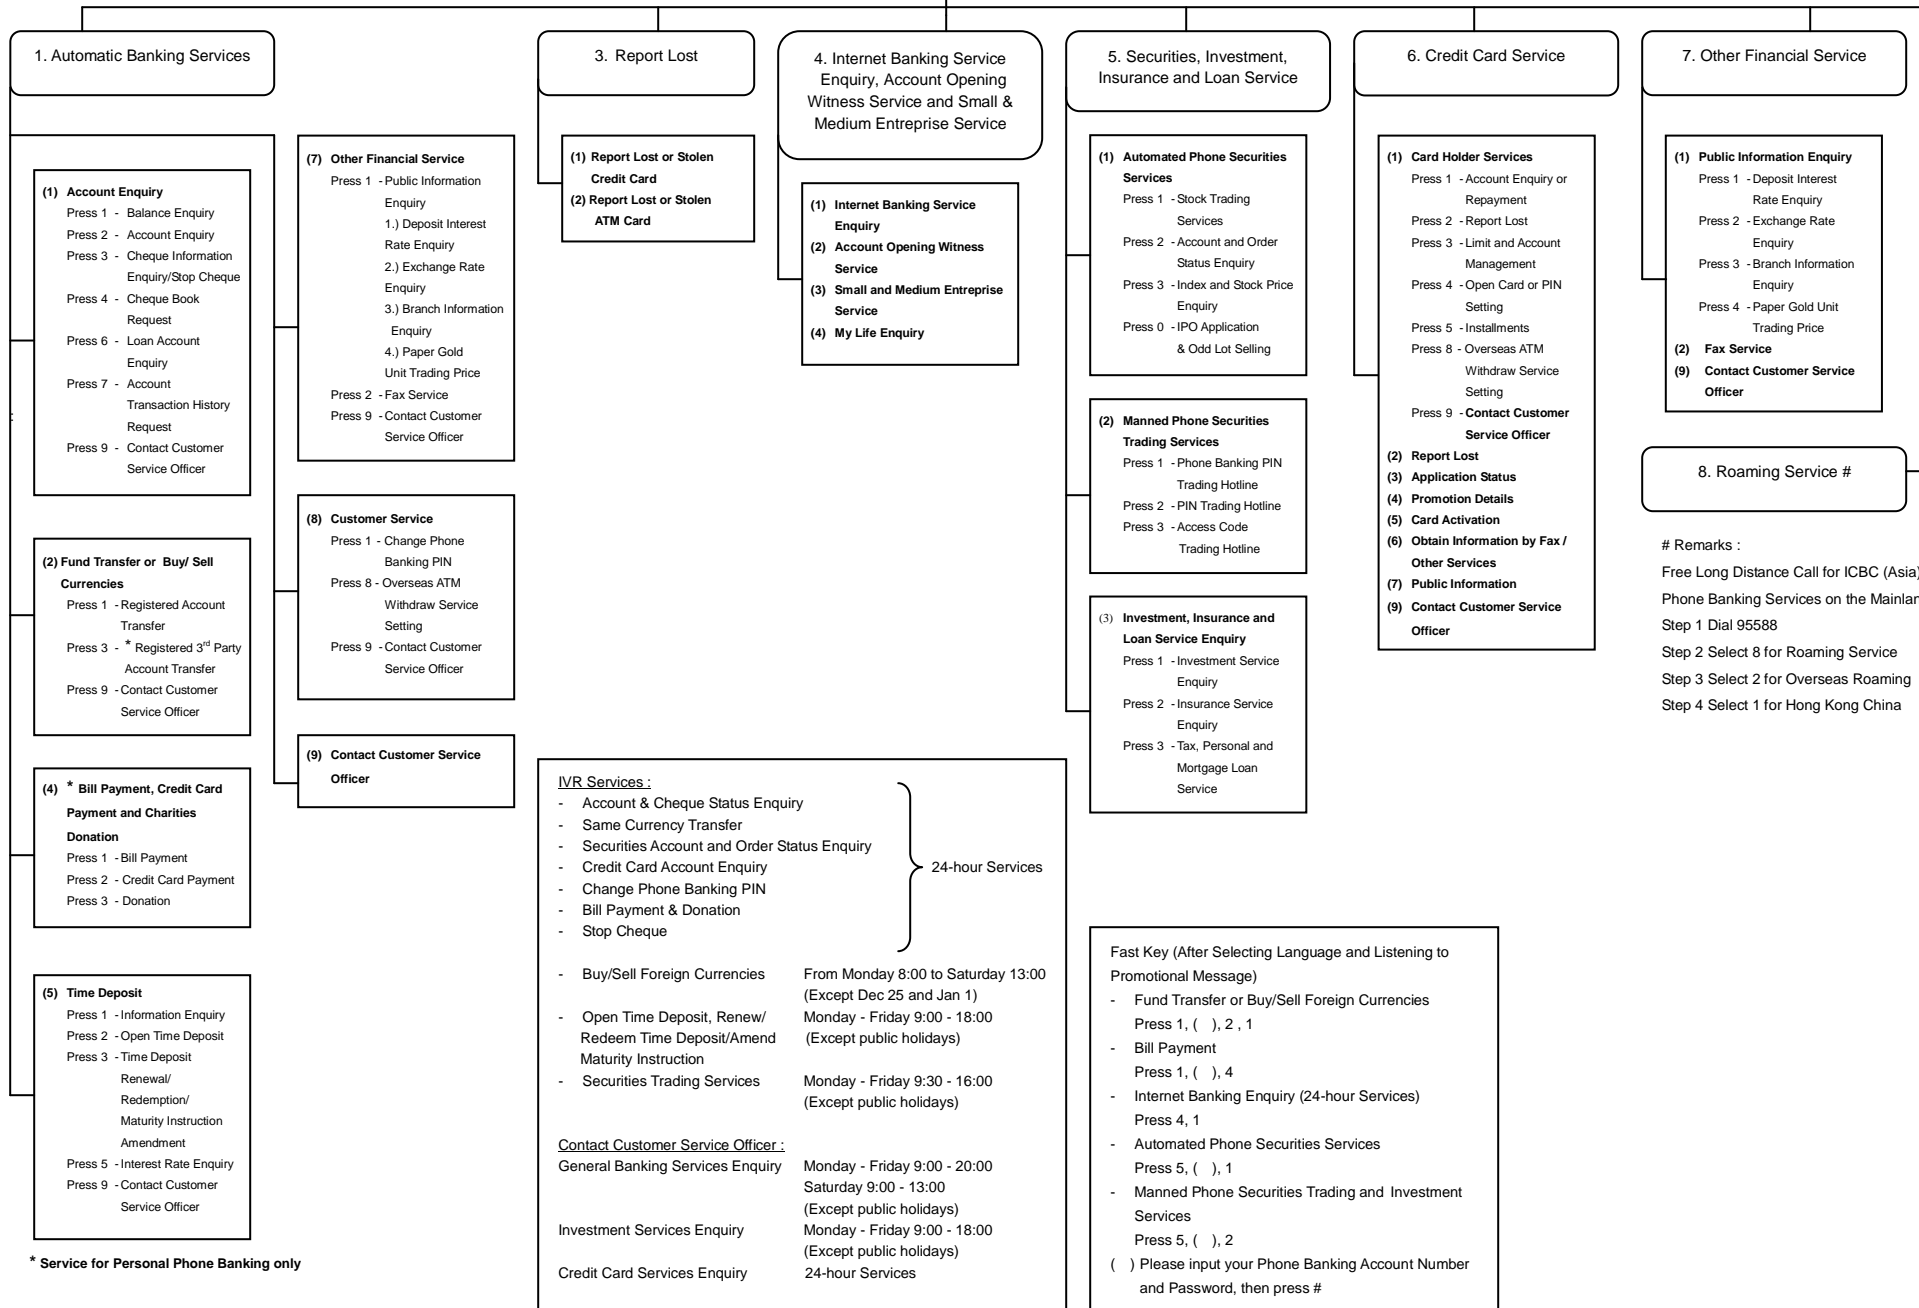 1. Automatic Banking Services
(1) Account Enquiry
Press 1 - Balance Enquiry
Press 2 - Account Enquiry
Press 3 - Cheque Information
Enquiry/Stop Cheque
Press 4 - Cheque Book
Request
Press 6 - Loan Account
Enquiry
Press 7 - Account
Transaction History
Request
Press 9 - Contact Customer
Service Officer
(2) Fund Transfer or Buy/ Sell
Currencies
Press 1 - Registered Account
Transfer
Press 3 - * Registered 3rd Party
Account Transfer
Press 9 - Contact Customer
Service Officer
(4) * Bill Payment, Credit Card
Payment and Charities
Donation
Press 1 - Bill Payment
Press 2 - Credit Card Payment
Press 3 - Donation
(5) Time Deposit
Press 1 - Information Enquiry
Press 2 - Open Time Deposit
Press 3 - Time Deposit
Renewal/
Redemption/
Maturity Instruction
Amendment
Press 5 - Interest Rate Enquiry
Press 9 - Contact Customer
Service Officer
* Service for Personal Phone Banking only
(7) Other Financial Service
Press 1 - Public Information
Enquiry
1.) Deposit Interest
Rate Enquiry
2.) Exchange Rate
Enquiry
3.) Branch Information
Enquiry
4.) Paper Gold
Unit Trading Price
Press 2 - Fax Service
Press 9 - Contact Customer
Service Officer
(8) Customer Service
Press 1 - Change Phone
Banking PIN
Press 8 - Overseas ATM
Withdraw Service
Setting
Press 9 - Contact Customer
Service Officer
(9) Contact Customer Service
Officer
3. Report Lost
(1) Report Lost or Stolen
Credit Card
(2) Report Lost or Stolen
ATM Card
4. Internet Banking Service
Enquiry, Account Opening
Witness Service and Small &
Medium Entreprise Service
(1) Internet Banking Service
Enquiry
(2) Account Opening Witness
Service
(3) Small and Medium Entreprise
Service
(4) My Life Enquiry
5. Securities, Investment,
Insurance and Loan Service
(1) Automated Phone Securities
Services
Press 1 - Stock Trading
Services
Press 2 - Account and Order
Status Enquiry
Press 3 - Index and Stock Price
Enquiry
Press 0 - IPO Application
& Odd Lot Selling
(2) Manned Phone Securities
Trading Services
Press 1 - Phone Banking PIN
Trading Hotline
Press 2 - PIN Trading Hotline
Press 3 - Access Code
Trading Hotline
(3) Investment, Insurance and
Loan Service Enquiry
Press 1 - Investment Service
Enquiry
Press 2 - Insurance Service
Enquiry
Press 3 - Tax, Personal and
Mortgage Loan
Service
6. Credit Card Service
(1) Card Holder Services
Press 1 - Account Enquiry or
Repayment
Press 2 - Report Lost
Press 3 - Limit and Account
Management
Press 4 - Open Card or PIN
Setting
Press 5 - Installments
Press 8 - Overseas ATM
Withdraw Service
Setting
Press 9 - Contact Customer
Service Officer
(2) Report Lost
(3) Application Status
(4) Promotion Details
(5) Card Activation
(6) Obtain Information by Fax /
Other Services
(7) Public Information
(9) Contact Customer Service
Officer
7. Other Financial Service
(1) Public Information Enquiry
Press 1 - Deposit Interest
Rate Enquiry
Press 2 - Exchange Rate
Enquiry
Press 3 - Branch Information
Enquiry
Press 4 - Paper Gold Unit
Trading Price
(2) Fax Service
(9) Contact Customer Service
Officer
8. Roaming Service #
# Remarks :
Free Long Distance Call for ICBC (Asia)
Phone Banking Services on the
Step 1 Dial 95588
Step 2 Select 8 for Roaming Service
Step 3 Select 2 for Overseas Roaming
Step 4 Select 1 for Hong Kong China
IVR Services :
- Account & Cheque Status Enquiry
- Same Currency Transfer
- Securities Account and Order Status Enquiry
- Credit Card Account Enquiry 24-hour Services
- Change Phone Banking PIN
- Bill Payment & Donation
- Stop Cheque
- Buy/Sell Foreign Currencies From Monday 8:00 to Saturday 13:00
(Except Dec 25 and Jan 1)
- Open Time Deposit, Renew/ Monday - Friday 9:00 - 18:00
Redeem Time Deposit/Amend (Except public holidays)
Maturity Instruction
- Securities Trading Services Monday - Friday 9:30 - 16:00
(Except public holidays)
Contact Customer Service Officer :
General Banking Services Enquiry Monday - Friday 9:00 - 20:00
Saturday 9:00 - 13:00
(Except public holidays)
Investment Services Enquiry Monday - Friday 9:00 - 18:00
(Except public holidays)
Credit Card Services Enquiry 24-hour Services
Fast Key (After Selecting Language and Listening to
Promotional Message)
- Fund Transfer or Buy/Sell Foreign Currencies
Press 1, ( ), 2 , 1
- Bill Payment
Press 1, ( ), 4
- Internet Banking Enquiry (24-hour Services)
Press 4, 1
- Automated Phone Securities Services
Press 5, ( ), 1
- Manned Phone Securities Trading and Investment
Services
Press 5, ( ), 2
( ) Please input your Phone Banking Account Number
and Password, then press #